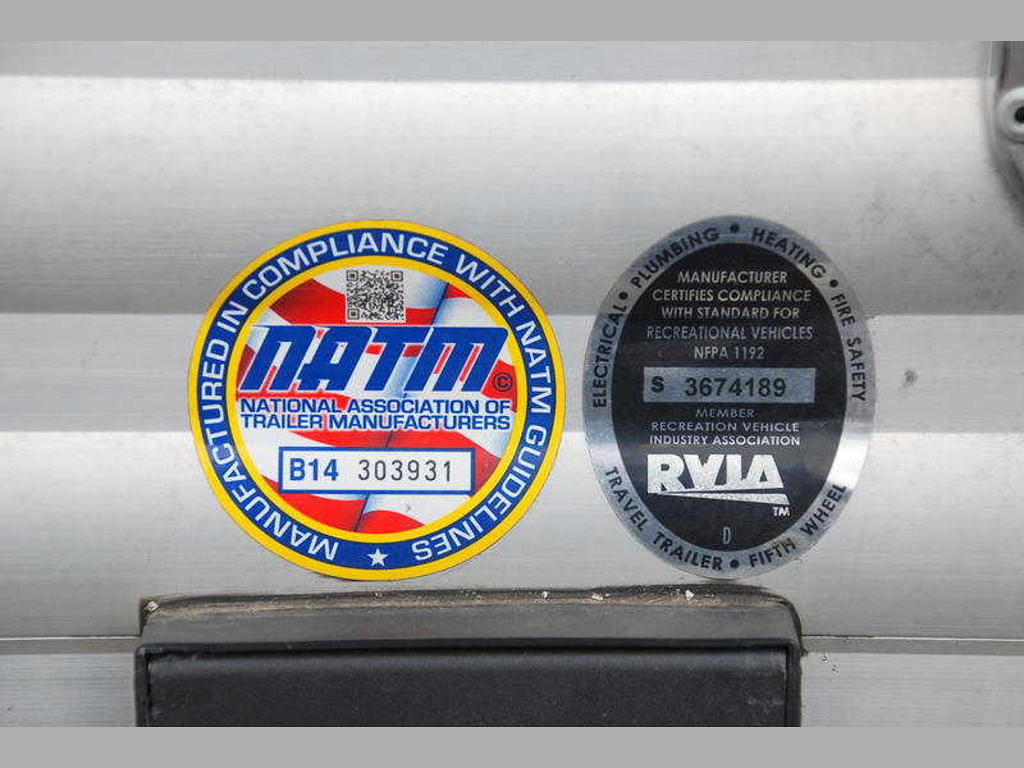 MANUFACTURED IN COMPLIANCE WITH NATM GUIDELINES
NATM ©
NATIONAL ASSOCIATION OF
TRAILER MANUFACTURERS
B14 303931
ELECTRICAL • PLUMBING • HEATING • FIRE SAFETY
MANUFACTURER
CERTIFIES COMPLIANCE
WITH STANDARD FOR
RECREATIONAL VEHICLES
NFPA 1192
S 3674189
MEMBER
RECREATION VEHICLE
INDUSTRY ASSOCIATION
RVIA
TM
D
TRAVEL TRAILER • FIFTH WHEEL